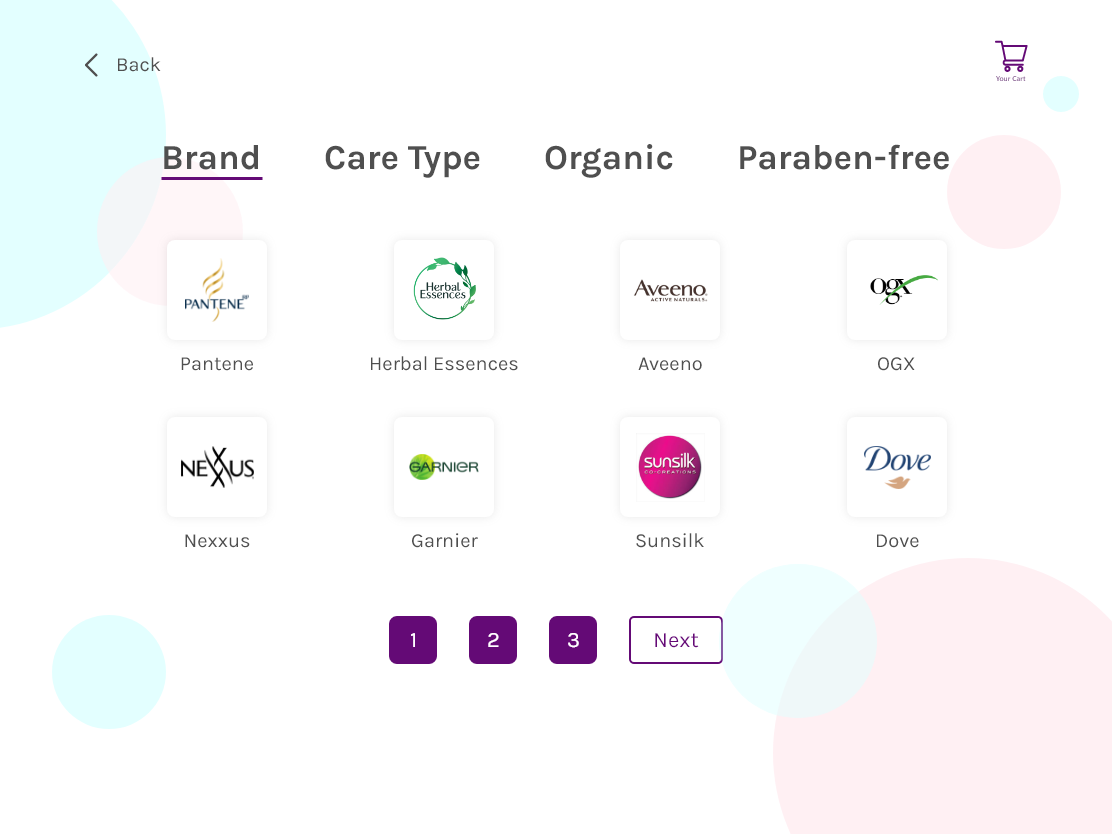 Back
Your Cart
Brand Care Type Organic Paraben-free
PANTENE
Herbal
Essences
Aveeno
ACTIVE NATURALS
ogx
Pantene Herbal Essences Aveeno OGX
NEXXUS
GARNIER
sunsilk
CO-CREATIONS
Dove
Nexxus Garnier Sunsilk Dove
1 2 3 Next